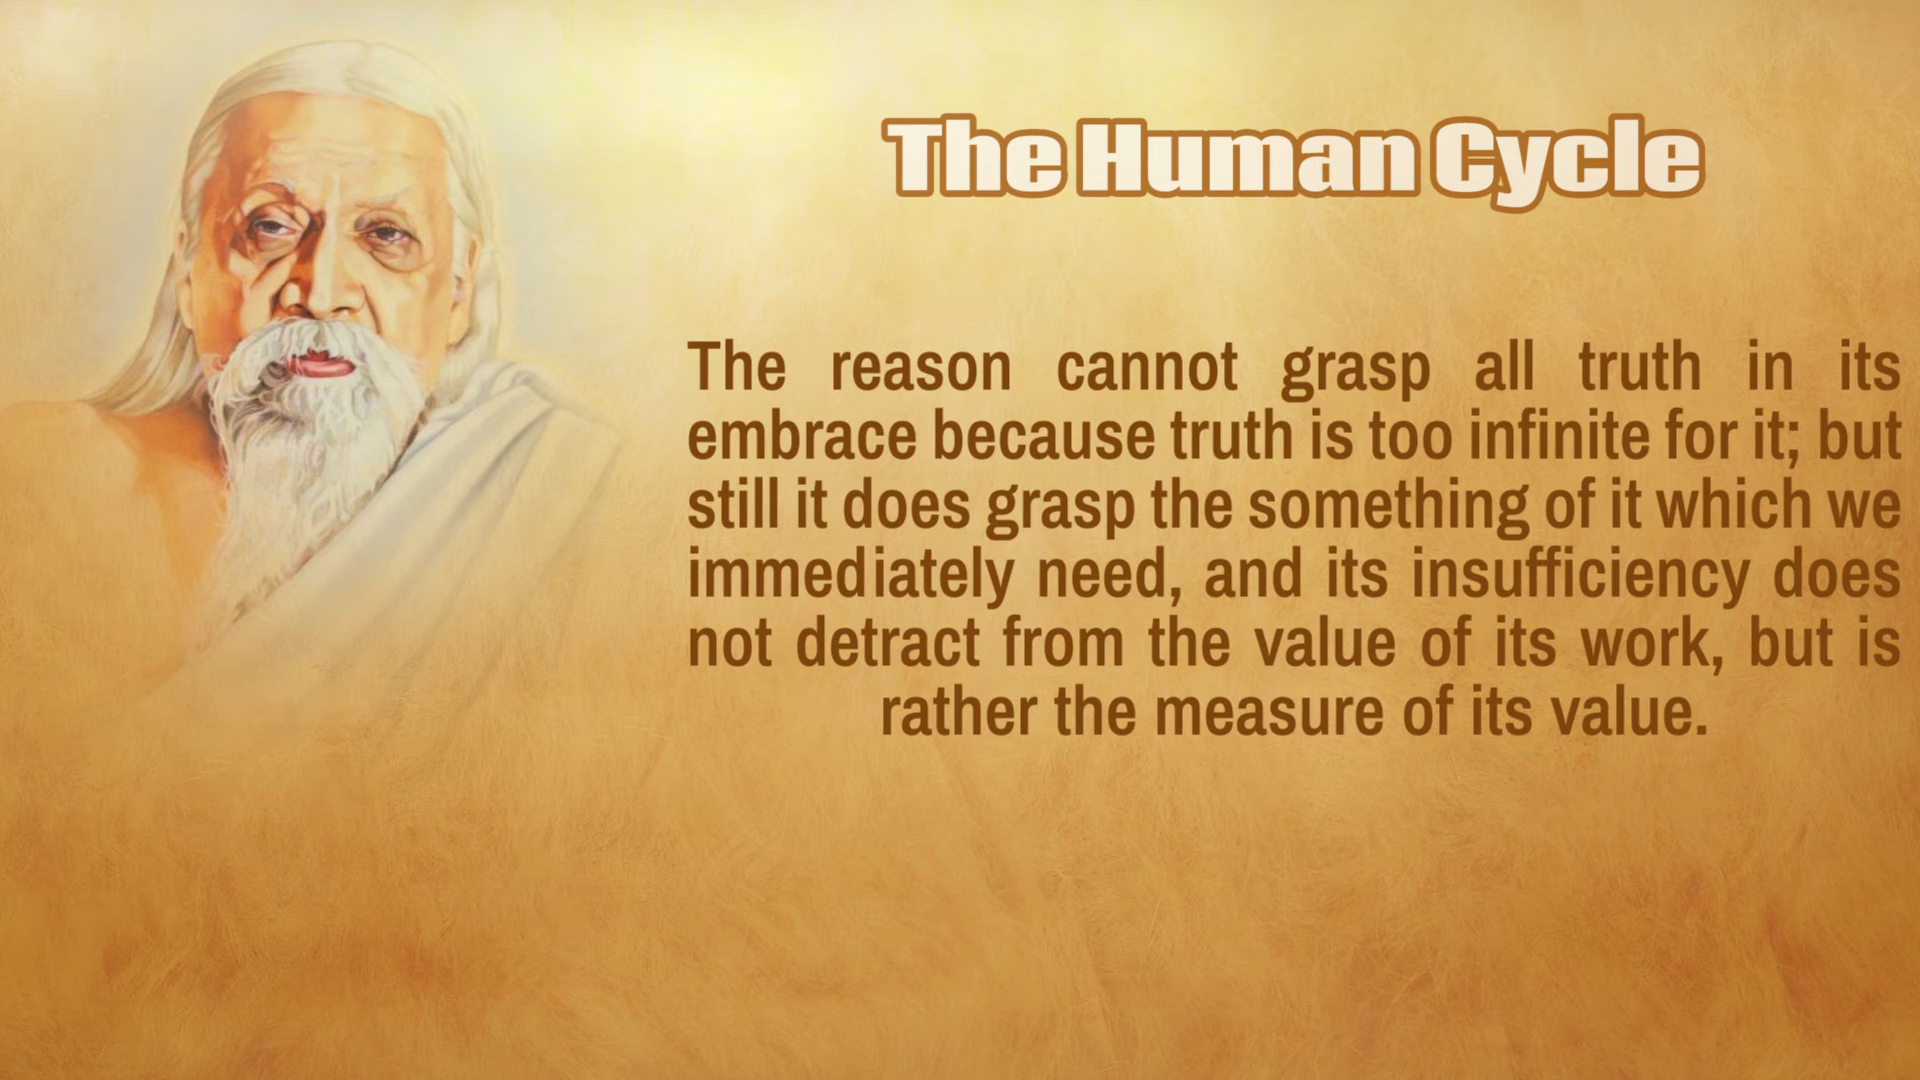 The Human Cycle
The reason cannot grasp all truth in its
embrace because truth is too infinite for it; but
still it does grasp the something of it which we
immediately need, and its insufficiency does
not detract from the value of its work, but is
rather the measure of its value.